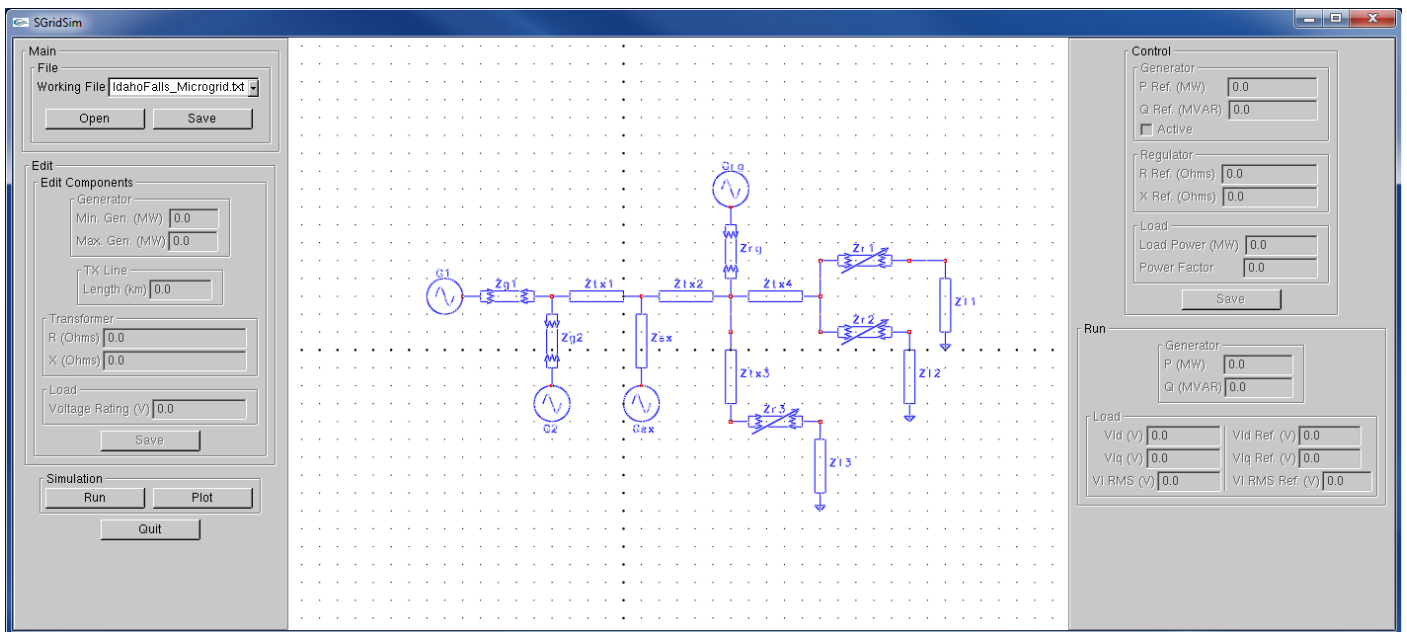 SGridSim
Main
File
Working File IdahoFalls_Microgrid.txt
Open Save
Edit
Edit Components
Generator
Min. Gen. (MW) 0.0
Max. Gen. (MW) 0.0
TX Line
Length (km) 0.0
Transformer
R (Ohms) 0.0
X (Ohms) 0.0
Load
Voltage Rating (V) 0.0
Save
Simulation
Run Plot
Quit
Grg
Zrg
Zr1
G1
Zg1 Ztx1 Ztx2 Ztx4
Zl1
Zr2
Zg2 Zex
Ztx3 Zl2
Zr3
G2 Gex
Zl3
Control
Generator
P Ref. (MW) 0.0
Q Ref. (MVAR) 0.0
Active
Regulator
R Ref. (Ohms) 0.0
X Ref. (Ohms) 0.0
Load
Load Power (MW) 0.0
Power Factor 0.0
Save
Run
Generator
P (MW) 0.0
Q (MVAR) 0.0
Load
Vld (V) 0.0 Vld Ref. (V) 0.0
Vlq (V) 0.0 Vlq Ref. (V) 0.0
Vl RMS (V) 0.0 Vl RMS Ref. (V) 0.0